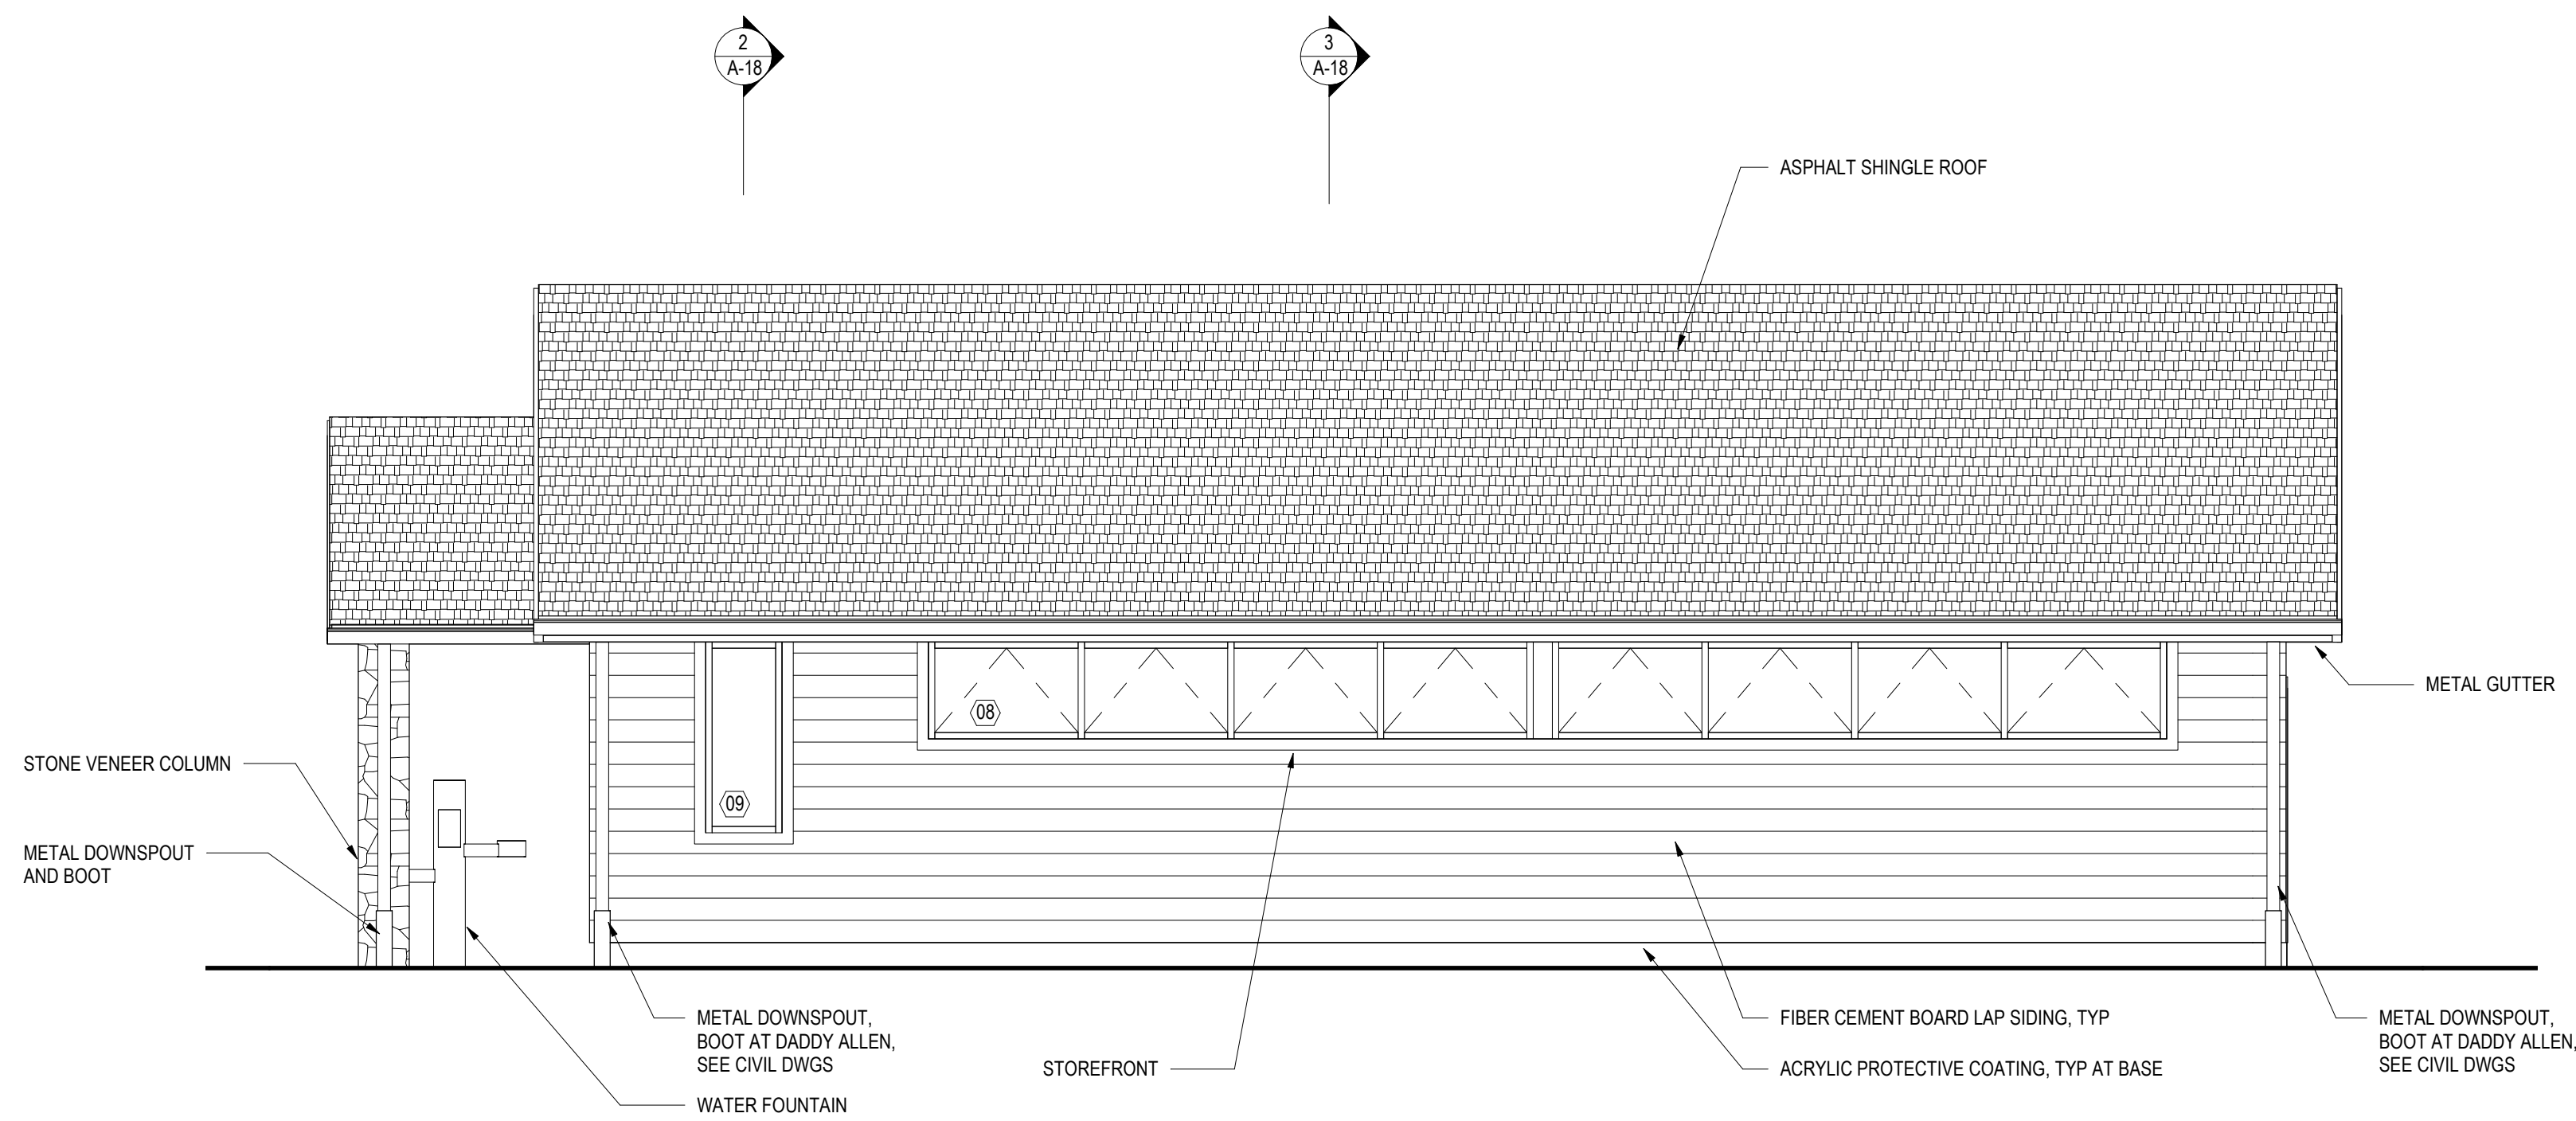 2
A-18
3
A-18
ASPHALT SHINGLE ROOF
METAL GUTTER
08
09
STONE VENEER COLUMN
METAL DOWNSPOUT
AND BOOT
METAL DOWNSPOUT,
BOOT AT DADDY ALLEN,
SEE CIVIL DWGS
WATER FOUNTAIN
STOREFRONT
FIBER CEMENT BOARD LAP SIDING, TYP
ACRYLIC PROTECTIVE COATING, TYP AT BASE
METAL DOWNSPOUT,
BOOT AT DADDY ALLEN,
SEE CIVIL DWGS